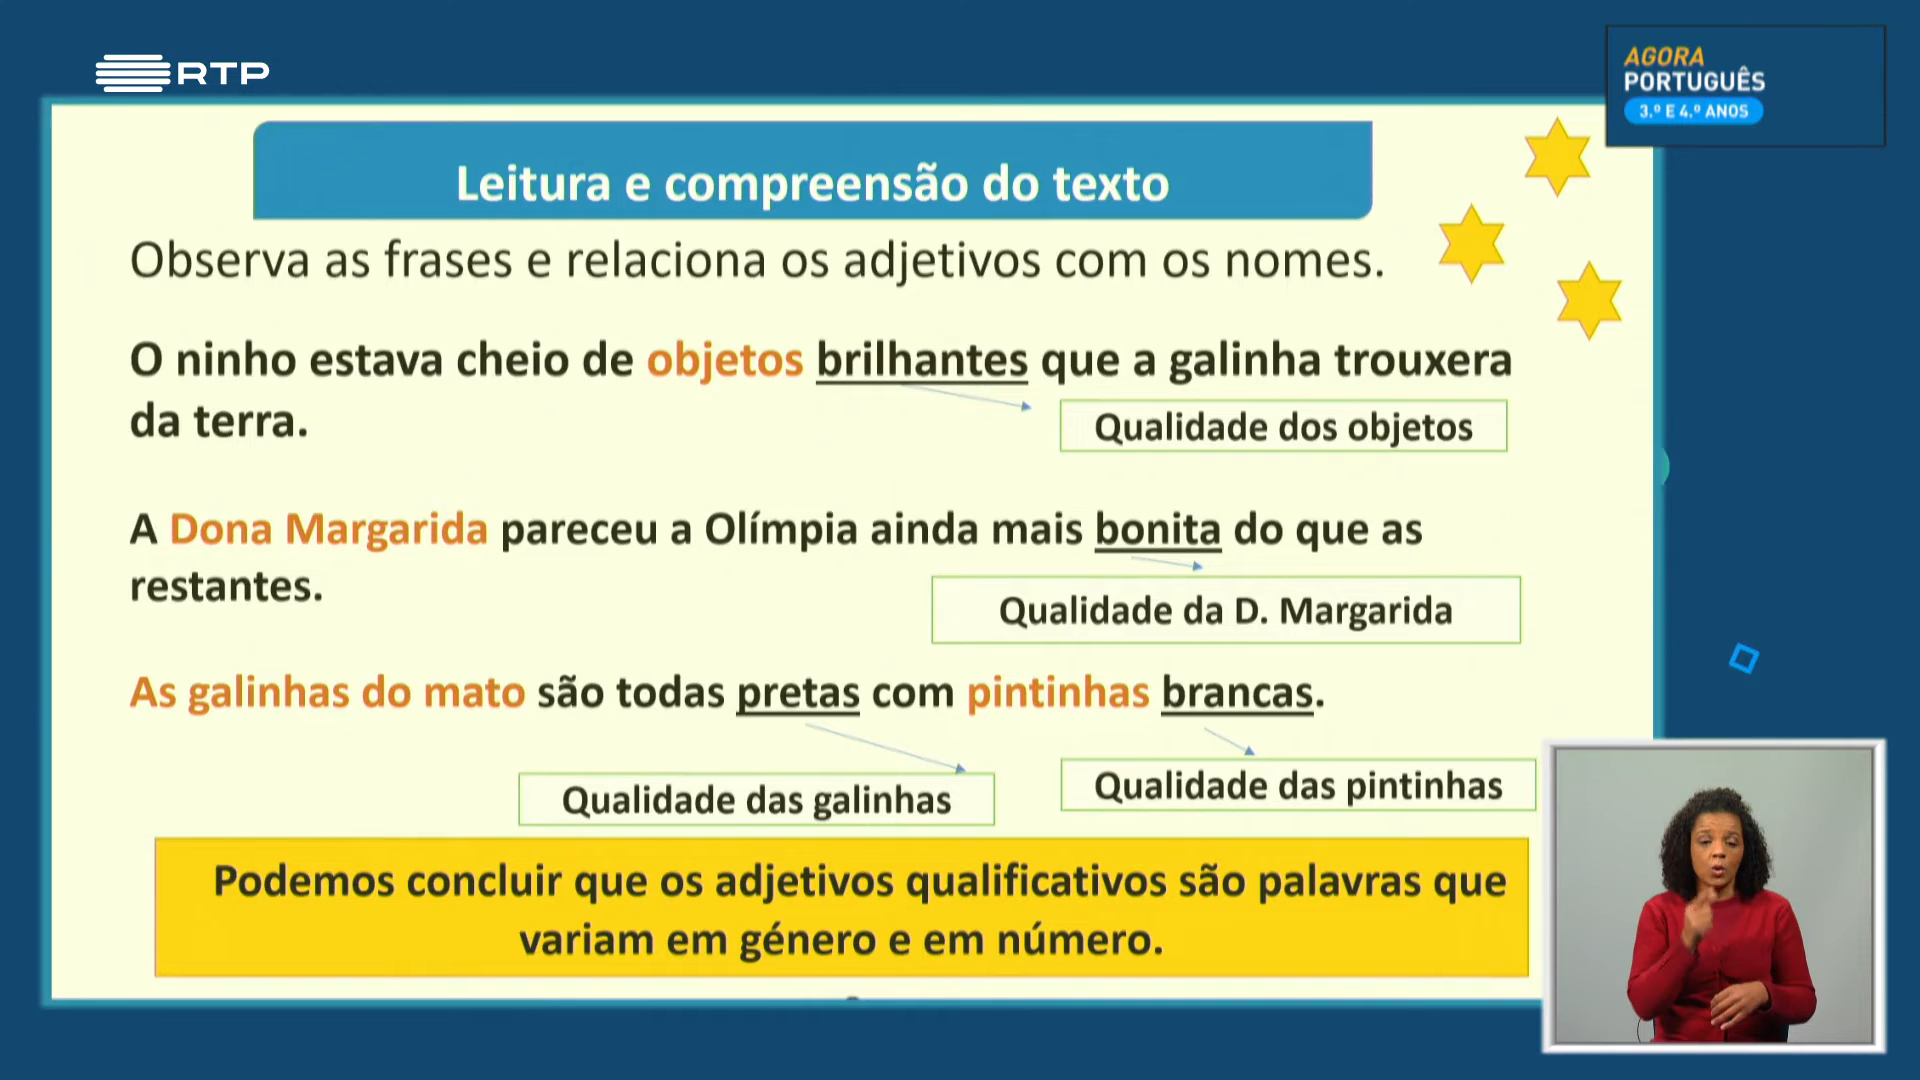 RTP
AGORA
PORTUGUÊS
3.º E 4.º ANOS
Leitura e compreensão do texto
Observa as frases e relaciona os adjetivos com os nomes.
O ninho estava cheio de objetos brilhantes que a galinha trouxera
da terra.
Qualidade dos objetos
A Dona Margarida pareceu a Olímpia ainda mais bonita do que as
restantes.
Qualidade da D. Margarida
As galinhas do mato são todas pretas com pintinhas brancas.
Qualidade das galinhas
Qualidade das pintinhas
Podemos concluir que os adjetivos qualificativos são palavras que
variam em género e em número.